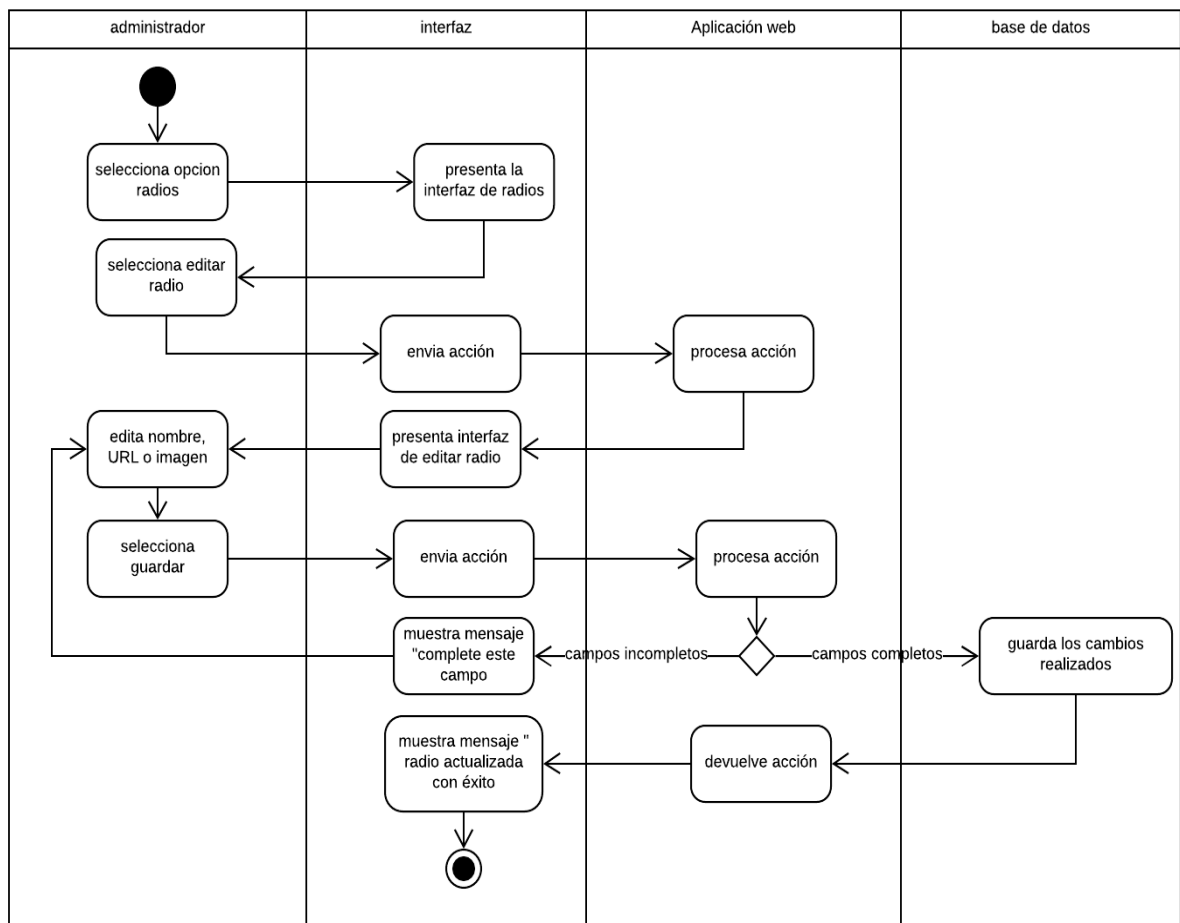 administrador
interfaz
Aplicación web
base de datos
selecciona opcion
radios
presenta la
interfaz de radios
selecciona editar
radio
envia acción
procesa acción
edita nombre,
URL o imagen
presenta interfaz
de editar radio
selecciona
guardar
envia acción
procesa acción
muestra mensaje
"complete este
campo
campos incompletos
campos completos
guarda los cambios
realizados
muestra mensaje "
radio actualizada
con éxito
devuelve acción